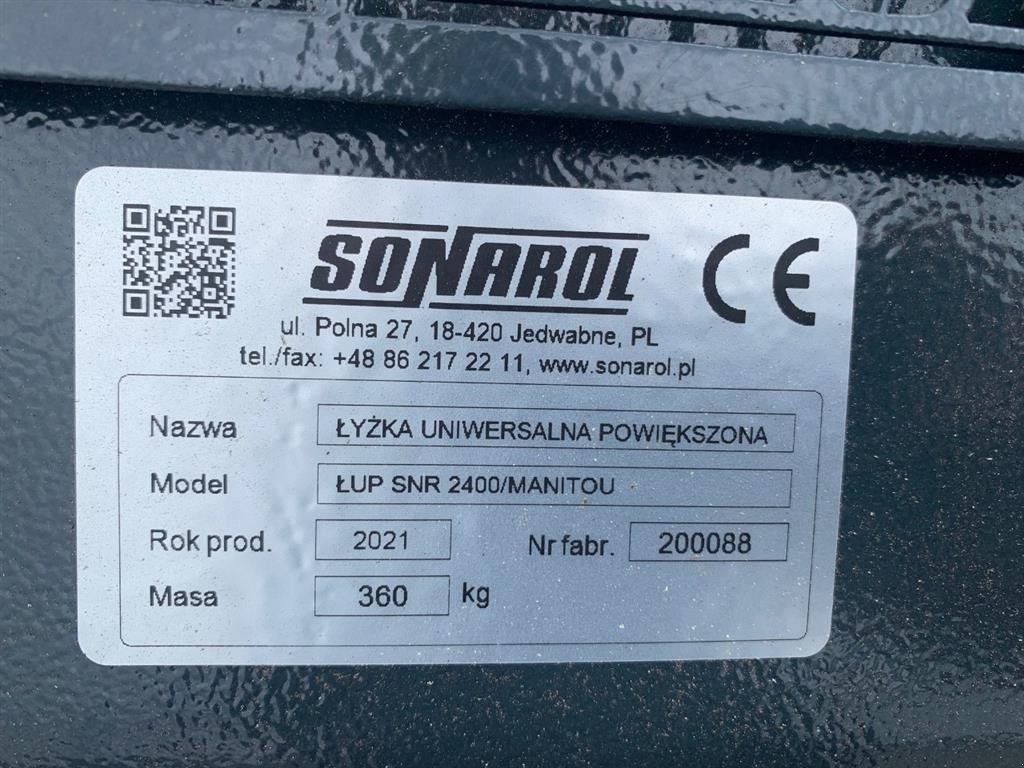 SONAROL
CE
ul. Polna 27, 18-420 Jedwabne, PL
tel./fax: +48 86 217 22 11, www.sonarol.pl
Nazwa ŁYŻKA UNIWERSALNA POWIĘKSZONA
Model ŁUP SNR 2400/MANITOU
Rok prod. 2021 Nr fabr. 200088
Masa 360 kg